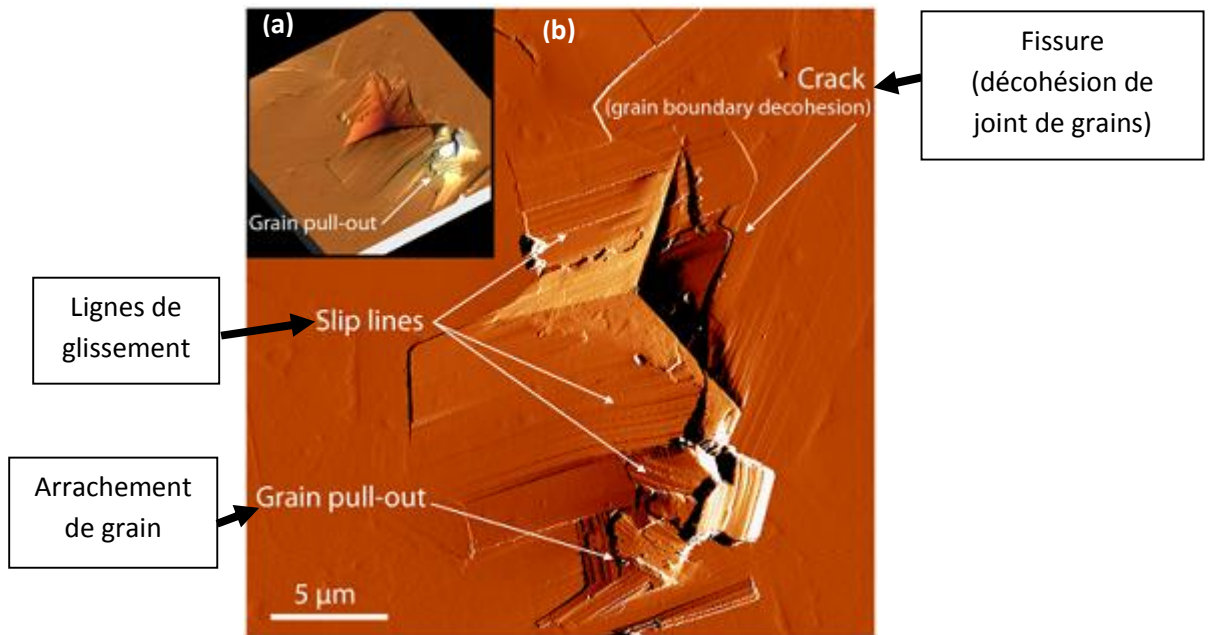 (a)
(b)
Grain pull-out
Crack
(grain boundary decohesion)
Fissure
(décohésion de
joint de grains)
Lignes de
glissement
Slip lines
Arrachement
de grain
Grain pull-out
5 µm